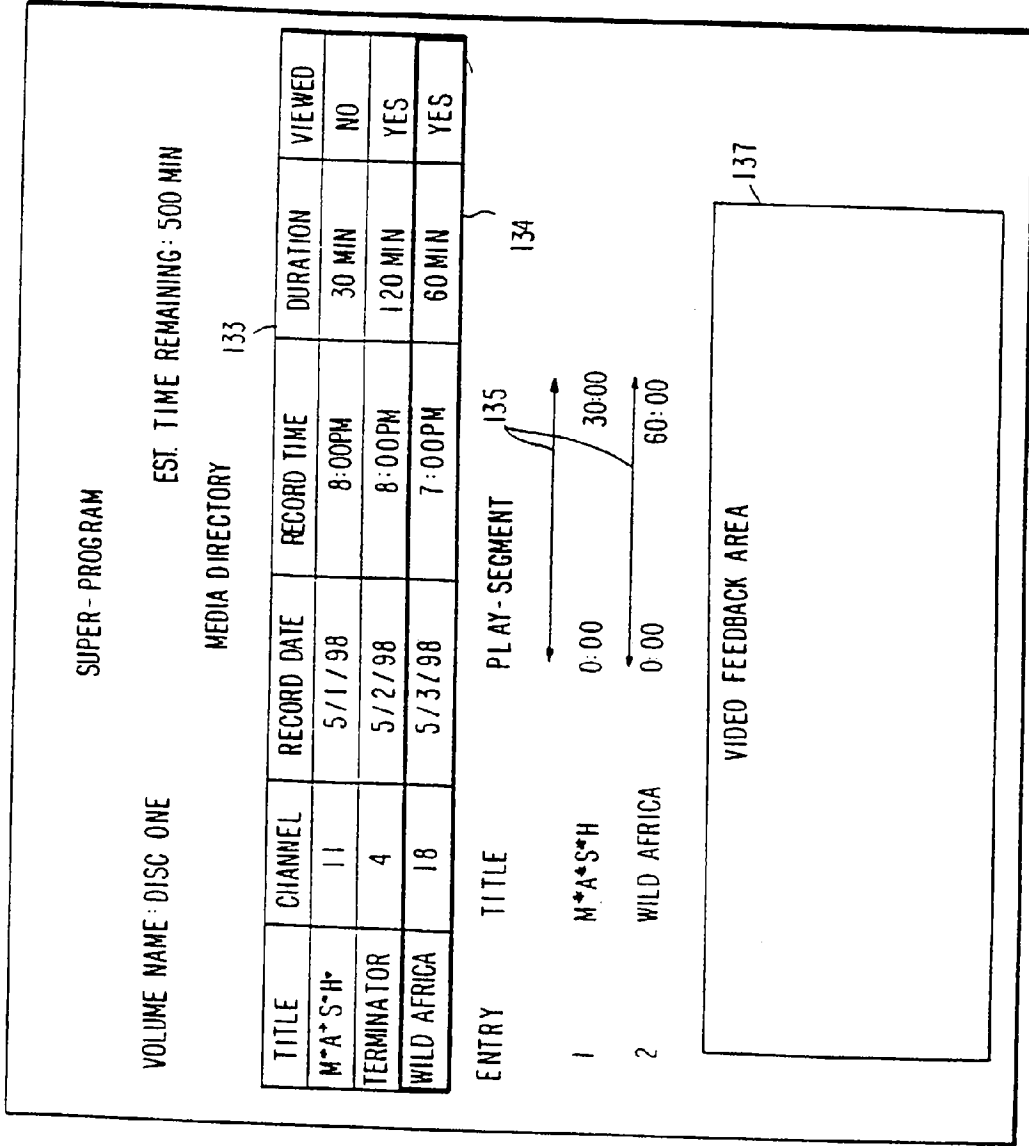 SUPER-PROGRAM
VOLUME NAME: DISC ONE EST. TIME REMAINING: 500 MIN
MEDIA DIRECTORY
133
TITLE CHANNEL RECORD DATE RECORD TIME DURATION VIEWED
M*A*S*H* 11 5/1/98 8:00PM 30 MIN NO
TERMINATOR 4 5/2/98 8:00PM 120 MIN YES
WILD AFRICA 18 5/3/98 7:00PM 60 MIN YES
134
ENTRY TITLE PLAY-SEGMENT 135
1 M*A*S*H 0:00 30:00
2 WILD AFRICA 0:00 60:00
137
VIDEO FEEDBACK AREA